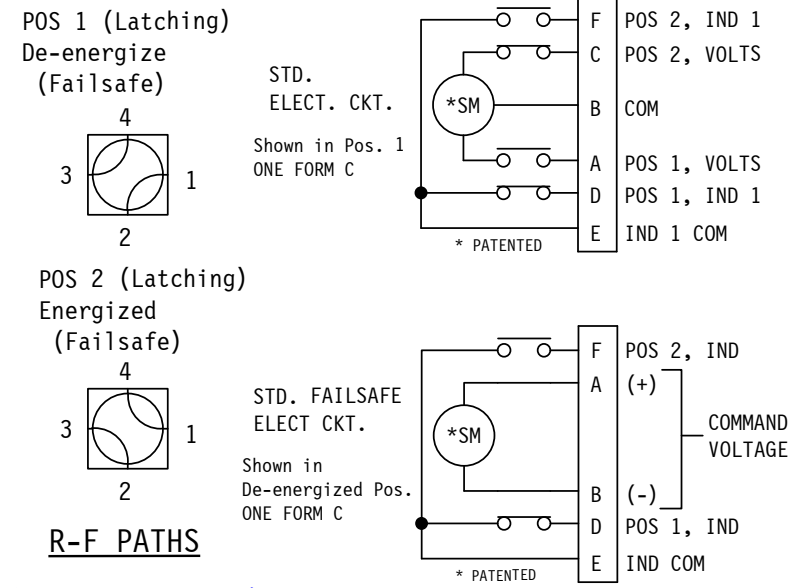 POS 1 (Latching)
De-energize
(Failsafe)
4
3
1
2
POS 2 (Latching)
Energized
(Failsafe)
4
3
1
2
R-F PATHS
STD.
ELECT. CKT.
Shown in Pos. 1
ONE FORM C
*SM
F POS 2, IND 1
C POS 2, VOLTS
B COM
A POS 1, VOLTS
D POS 1, IND 1
E IND 1 COM
* PATENTED
STD. FAILSAFE
ELECT CKT.
Shown in
De-energized Pos.
ONE FORM C
*SM
F POS 2, IND
A (+)
COMMAND
VOLTAGE
B (-)
D POS 1, IND
E IND COM
* PATENTED